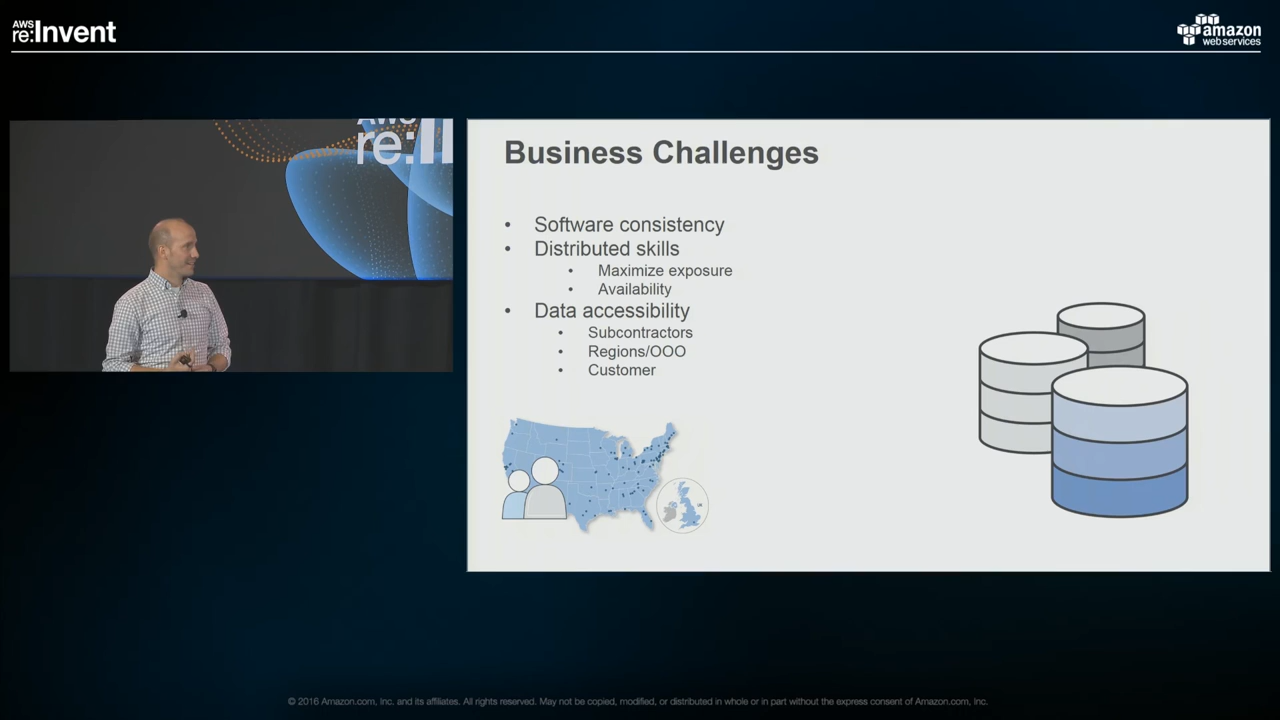 AWS
re:Invent
amazon
web services
AWS
re:I
Business Challenges
• Software consistency
• Distributed skills
• Maximize exposure
• Availability
• Data accessibility
• Subcontractors
• Regions/OOO
• Customer
© 2016 Amazon.com, Inc. and its affiliates. All rights reserved. May not be copied, modified, or distributed in whole or in part without the express consent of Amazon.com, Inc.